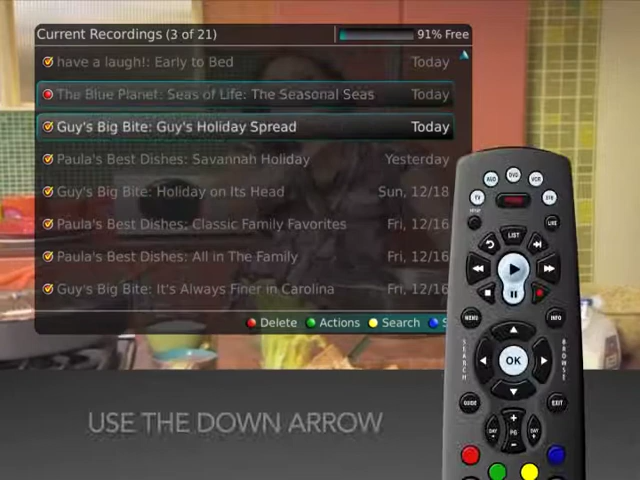 Current Recordings (3 of 21) 91% Free
have a laugh!: Early to Bed Today
The Blue Planet: Seas of Life: The Seasonal Seas Today
Guy's Big Bite: Guy's Holiday Spread Today
Paula's Best Dishes: Savannah Holiday Yesterday
Guy's Big Bite: Holiday on Its Head Sun, 12/18
Paula's Best Dishes: Classic Family Favorites Fri, 12/16
Paula's Best Dishes: All in The Family Fri, 12/16
Guy's Big Bite: It's Always Finer in Carolina Fri, 12/16
Delete Actions Search S
USE THE DOWN ARROW
AUD DVD VCR
TV STB
LIVE
LIST
MENU INFO
SEARCH
OK
BROWSE
GUIDE EXIT
+
DAY PG DAY
-